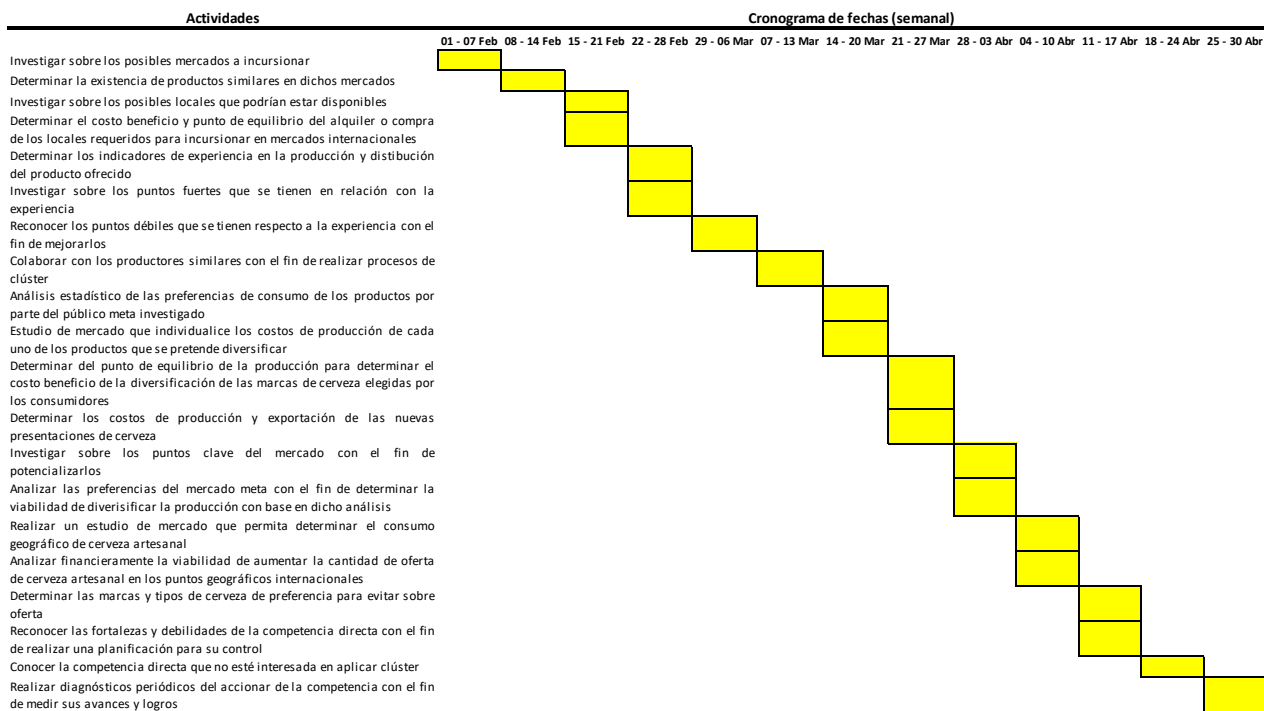 Actividades
Cronograma de fechas (semanal)
01 - 07 Feb 08 - 14 Feb 15 - 21 Feb 22 - 28 Feb 29 - 06 Mar 07 - 13 Mar 14 - 20 Mar 21 - 27 Mar 28 - 03 Abr 04 - 10 Abr 11 - 17 Abr 18 - 24 Abr 25 - 30 Abr
Investigar sobre los posibles mercados a incursionar
Determinar la existencia de productos similares en dichos mercados
Investigar sobre los posibles locales que podrían estar disponibles
Determinar el costo beneficio y punto de equilibrio del alquiler o compra
de los locales requeridos para incursionar en mercados internacionales
Determinar los indicadores de experiencia en la producción y distibución
del producto ofrecido
Investigar sobre los puntos fuertes que se tienen en relación con la
experiencia
Reconocer los puntos débiles que se tienen respecto a la experiencia con el
fin de mejorarlos
Colaborar con los productores similares con el fin de realizar procesos de
clúster
Análisis estadístico de las preferencias de consumo de los productos por
parte del público meta investigado
Estudio de mercado que individualice los costos de producción de cada
uno de los productos que se pretende diversificar
Determinar del punto de equilibrio de la producción para determinar el
costo beneficio de la diversificación de las marcas de cerveza elegidas por
los consumidores
Determinar los costos de producción y exportación de las nuevas
presentaciones de cerveza
Investigar sobre los puntos clave del mercado con el fin de
potencializarlos
Analizar las preferencias del mercado meta con el fin de determinar la
viabilidad de diverisificar la producción con base en dicho análisis
Realizar un estudio de mercado que permita determinar el consumo
geográfico de cerveza artesanal
Analizar financieramente la viabilidad de aumentar la cantidad de oferta
de cerveza artesanal en los puntos geográficos internacionales
Determinar las marcas y tipos de cerveza de preferencia para evitar sobre
oferta
Reconocer las fortalezas y debilidades de la competencia directa con el fin
de realizar una planificación para su control
Conocer la competencia directa que no esté interesada en aplicar clúster
Realizar diagnósticos periódicos del accionar de la competencia con el fin
de medir sus avances y logros